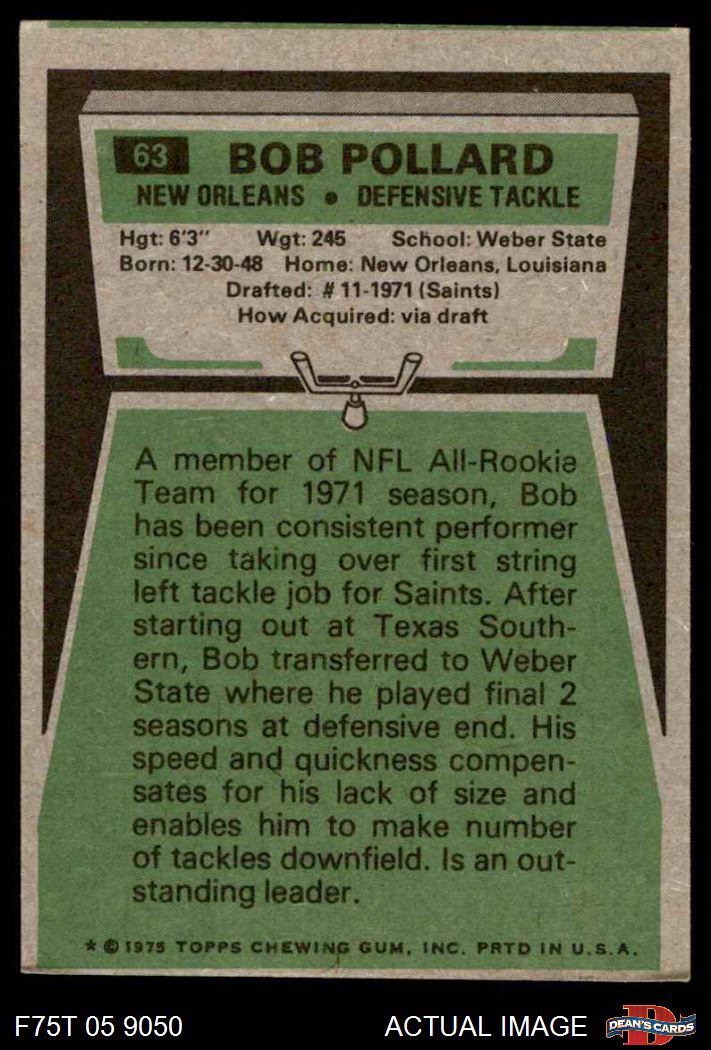 63 BOB POLLARD
NEW ORLEANS • DEFENSIVE TACKLE
Hgt: 6'3" Wgt: 245 School: Weber State
Born: 12-30-48 Home: New Orleans, Louisiana
Drafted: # 11-1971 (Saints)
How Acquired: via draft
A member of NFL All-Rookie
Team for 1971 season, Bob
has been consistent performer
since taking over first string
left tackle job for Saints. After
starting out at Texas South-
ern, Bob transferred to Weber
State where he played final 2
seasons at defensive end. His
speed and quickness compen-
sates for his lack of size and
enables him to make number
of tackles downfield. Is an out-
standing leader.
* © 1975 TOPPS CHEWING GUM, INC. PRTD IN U.S.A.
F75T 05 9050 ACTUAL IMAGE DEAN'S CARDS